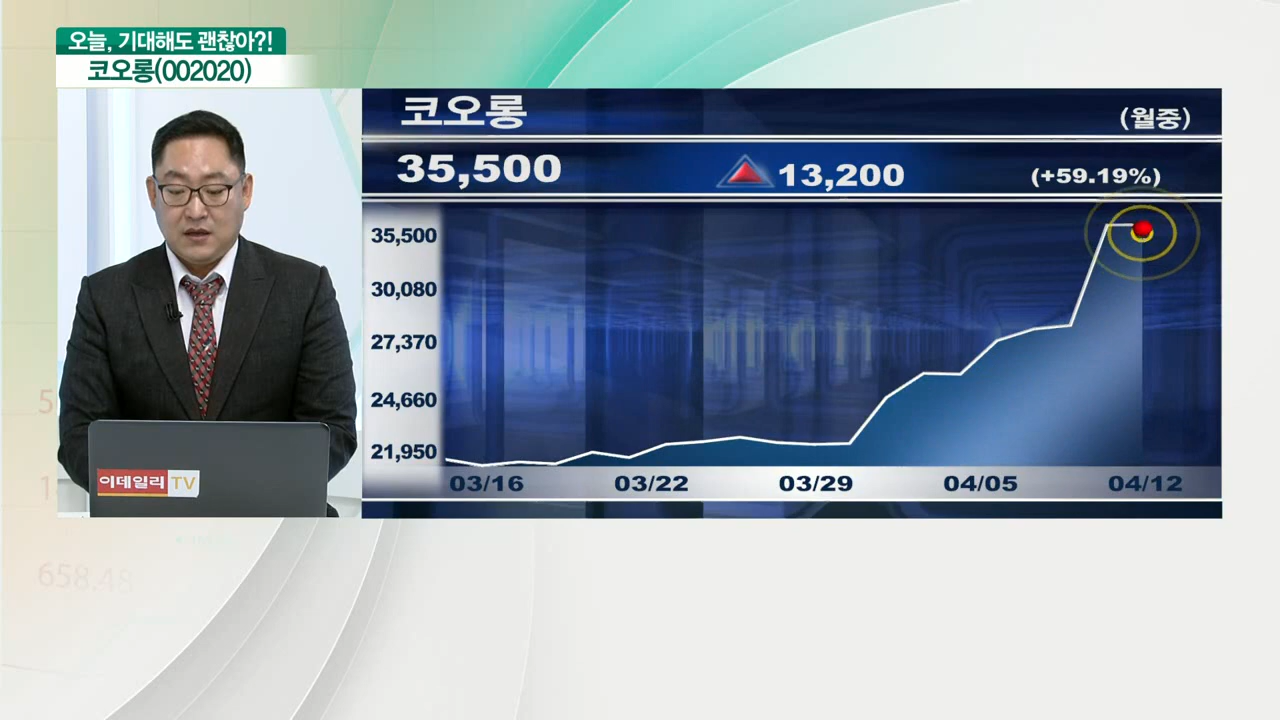 오늘, 기대해도 괜찮아?!
코오롱(002020)
코오롱 (월중)
35,500 ▲ 13,200 (+59.19%)
35,500
30,080
27,370
24,660
21,950
03/16 03/22 03/29 04/05 04/12
이데일리 TV
658.48